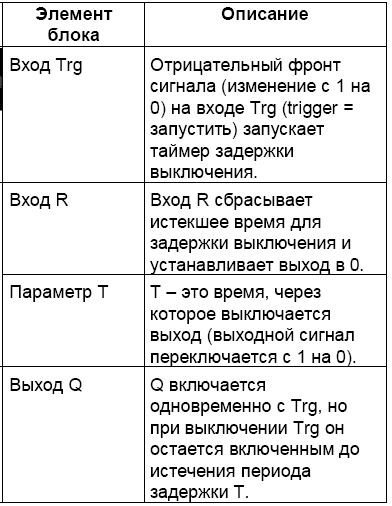 Элемент
блока
Описание
Вход Trg
Отрицательный фронт
сигнала (изменение с 1 на
0) на входе Trg (trigger =
запустить) запускает
таймер задержки
выключения.
Вход R
Вход R сбрасывает
истекшее время для
задержки выключения и
устанавливает выход в 0.
Параметр T
T – это время, через
которое выключается
выход (выходной сигнал
переключается с 1 на 0).
Выход Q
Q включается
одновременно с Trg, но
при выключении Trg он
остается включенным до
истечения периода
задержки T.